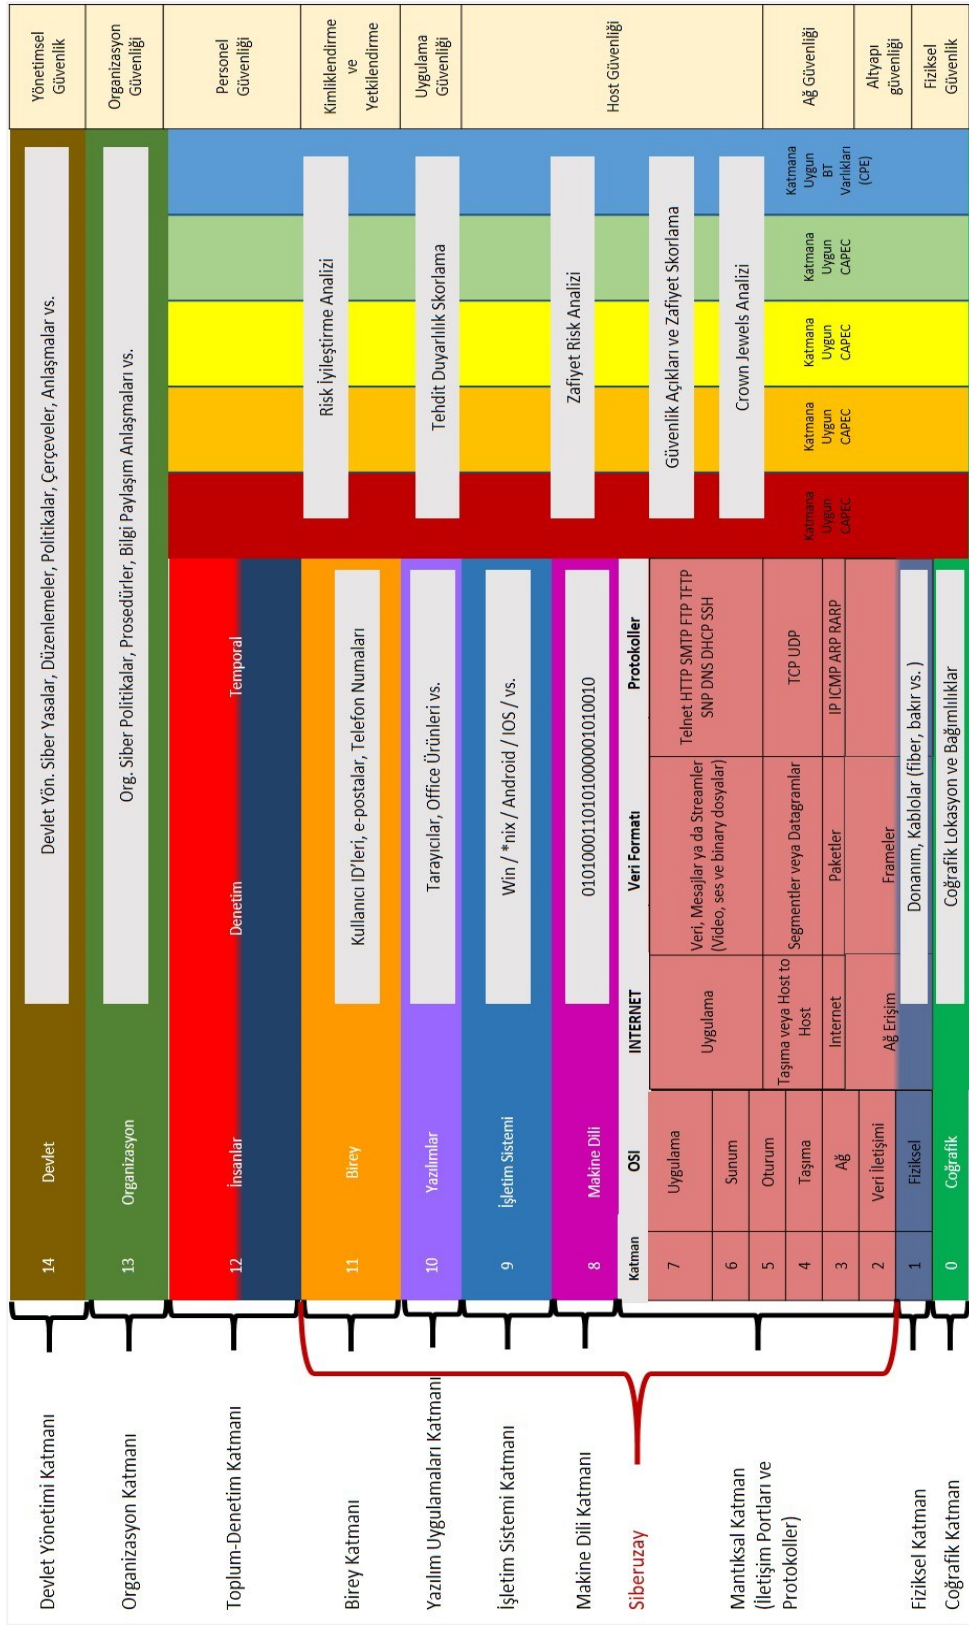 Devlet Yönetimi Katmanı
14
Devlet
Devlet Yön. Siber Yasalar, Düzenlemeler, Politikalar, Çerçeveler, Anlaşmalar vs.
Yönetimsel
Güvenlik
Organizasyon Katmanı
13
Organizasyon
Org. Siber Politikalar, Prosedürler, Bilgi Paylaşım Anlaşmaları vs.
Organizasyon
Güvenliği
Toplum-Denetim Katmanı
12
İnsanlar
Denetim
Temporal
Personel
Güvenliği
Birey Katmanı
11
Birey
Kullanıcı ID'leri, e-postalar, Telefon Numaları
Risk İyileştirme Analizi
Kimliklendirme
ve
Yetkilendirme
Yazılım Uygulamaları Katmanı
10
Yazılımlar
Tarayıcılar, Office Ürünleri vs.
Tehdit Duyarlılık Skorlama
Uygulama
Güvenliği
İşletim Sistemi Katmanı
9
İşletim Sistemi
Win / *nix / Android / IOS / vs.
Zafiyet Risk Analizi
Host Güvenliği
Makine Dili Katmanı
8
Makine Dili
0101000110101000001010010
Siberuzay
Katman
OSI
INTERNET
Veri Formatı
Protokoller
Güvenlik Açıkları ve Zafiyet Skorlama
Crown Jewels Analizi
Mantıksal Katman
(İletişim Portları ve
Protokoller)
7
Uygulama
6
Sunum
Uygulama
Veri, Mesajlar ya da Streamler
(Video, ses ve binary dosyalar)
Telnet HTTP SMTP FTP TFTP
SNP DNS DHCP SSH
5
Oturum
4
Taşıma
Taşıma veya Host to
Host
Segmentler veya Datagramlar
TCP UDP
3
Ağ
Internet
Paketler
IP ICMP ARP RARP
2
Veri İletişimi
Ağ Erişim
Frameler
Katmana
Uygun
CAPEC
Katmana
Uygun
CAPEC
Katmana
Uygun
CAPEC
Katmana
Uygun
CAPEC
Katmana
Uygun
BT
Varlıkları
(CPE)
Ağ Güvenliği
Altyapı
güvenliği
Fiziksel Katman
1
Fiziksel
Donanım, Kablolar (fiber, bakır vs. )
Fiziksel
Güvenlik
Coğrafik Katman
0
Coğrafik
Coğrafik Lokasyon ve Bağımlılıklar